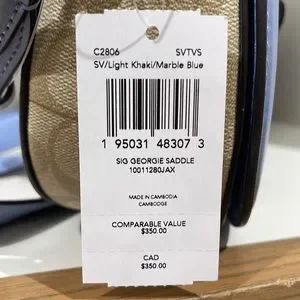 C2806 SVTVS
SV/Light Khaki/Marble Blue
1 95031 48307 3
SIG GEORGIE SADDLE
10011280JAX
MADE IN CAMBODIA
CAMBODGE
COMPARABLE VALUE
$350.00
CAD
$350.00